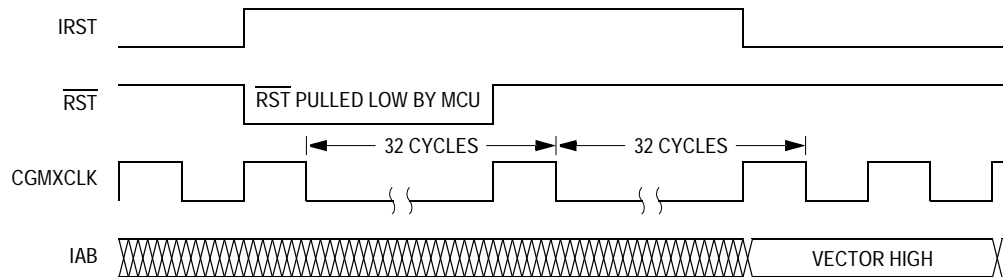 IRST
RST
RST PULLED LOW BY MCU
32 CYCLES 32 CYCLES
CGMXCLK
IAB
VECTOR HIGH